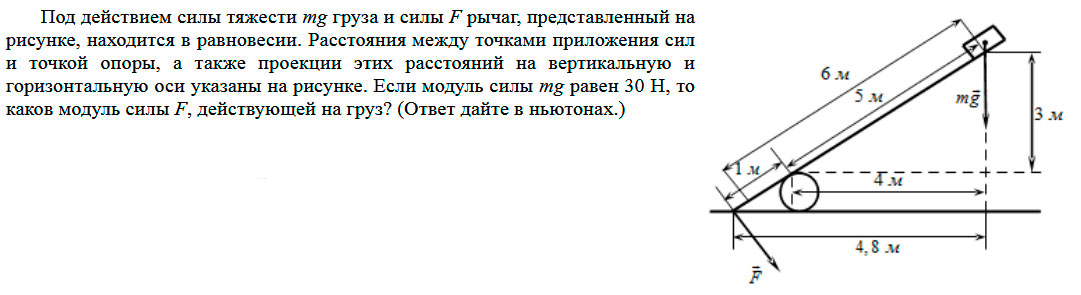 Под действием силы тяжести mg груза и силы F рычаг, представленный на
рисунке, находится в равновесии. Расстояния между точками приложения сил
и точкой опоры, а также проекции этих расстояний на вертикальную и
горизонтальную оси указаны на рисунке. Если модуль силы mg равен 30 Н, то
каков модуль силы F, действующей на груз? (Ответ дайте в ньютонах.)
6 м
5 м
mg⃗
3 м
1 м
4 м
4,8 м
F⃗